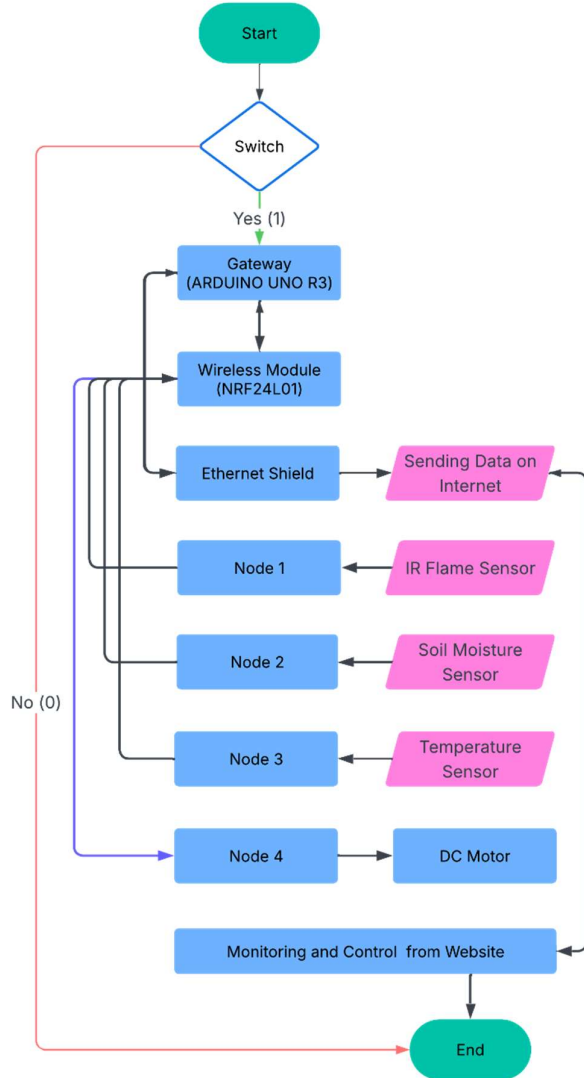 Start
Switch
Yes (1)
Gateway
(ARDUINO UNO R3)
Wireless Module
(NRF24L01)
Ethernet Shield
Sending Data on
Internet
Node 1
IR Flame Sensor
Node 2
Soil Moisture
Sensor
No (0)
Node 3
Temperature
Sensor
Node 4
DC Motor
Monitoring and Control from Website
End